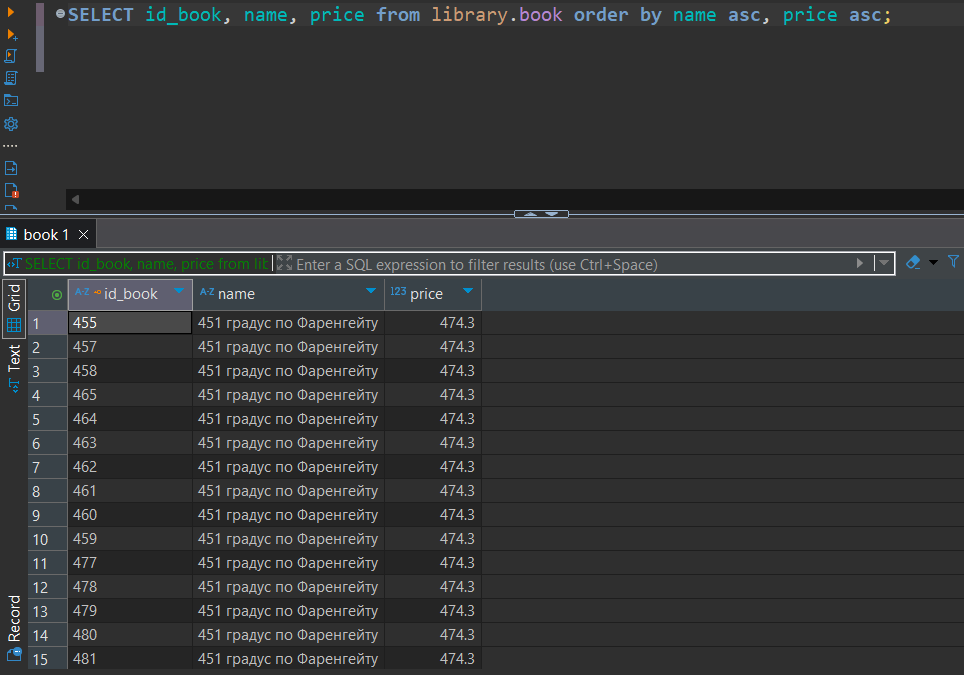 SELECT id_book, name, price from library.book order by name asc, price asc;
book 1
SELECT id_book, name, price from lib
Enter a SQL expression to filter results (use Ctrl+Space)
Grid
Text
Record
A-Z id_book A-Z name 123 price
1 455 451 градус по Фаренгейту 474.3
2 457 451 градус по Фаренгейту 474.3
3 458 451 градус по Фаренгейту 474.3
4 465 451 градус по Фаренгейту 474.3
5 464 451 градус по Фаренгейту 474.3
6 463 451 градус по Фаренгейту 474.3
7 462 451 градус по Фаренгейту 474.3
8 461 451 градус по Фаренгейту 474.3
9 460 451 градус по Фаренгейту 474.3
10 459 451 градус по Фаренгейту 474.3
11 477 451 градус по Фаренгейту 474.3
12 478 451 градус по Фаренгейту 474.3
13 479 451 градус по Фаренгейту 474.3
14 480 451 градус по Фаренгейту 474.3
15 481 451 градус по Фаренгейту 474.3